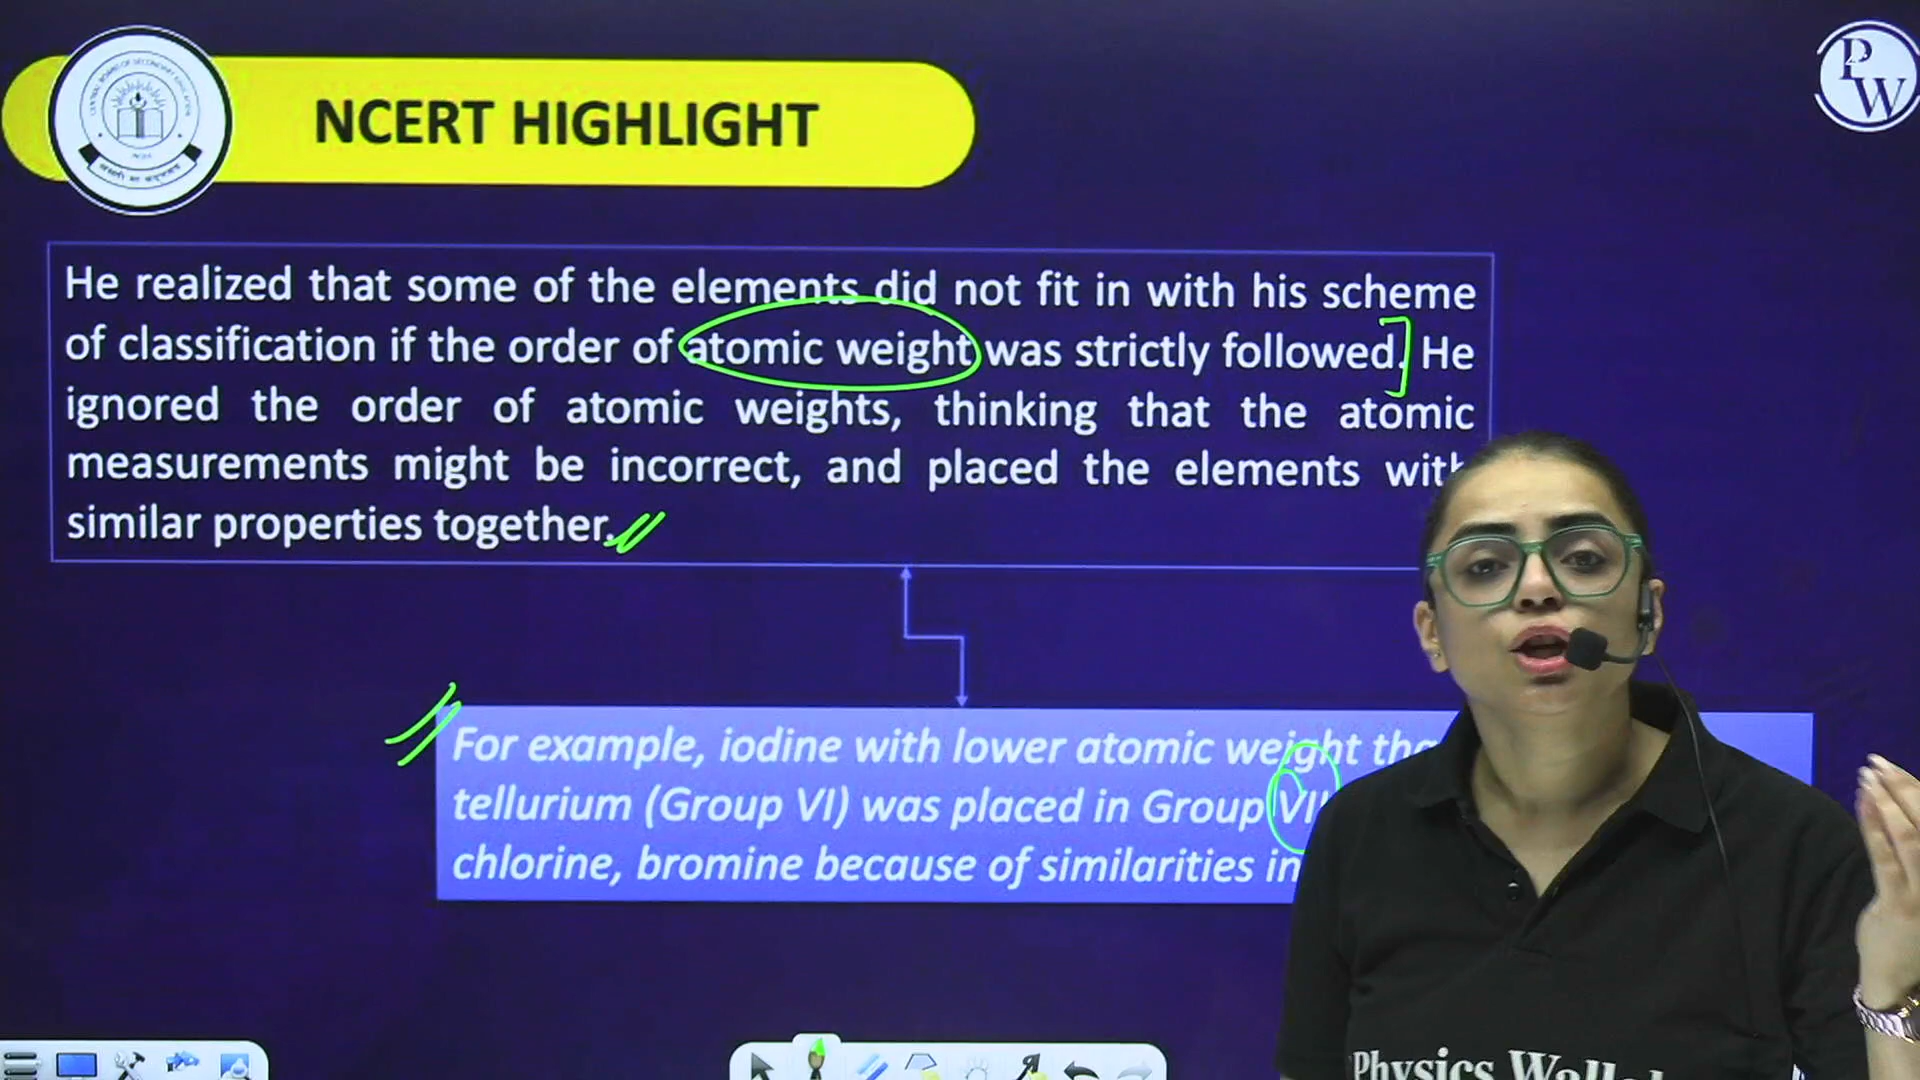 NCERT HIGHLIGHT
PW
He realized that some of the elements did not fit in with his scheme
of classification if the order of atomic weight was strictly followed. He
ignored the order of atomic weights, thinking that the atomic
measurements might be incorrect, and placed the elements with
similar properties together.
For example, iodine with lower atomic weight
tellurium (Group VI) was placed in Group VII
chlorine, bromine because of similarities in
Physics